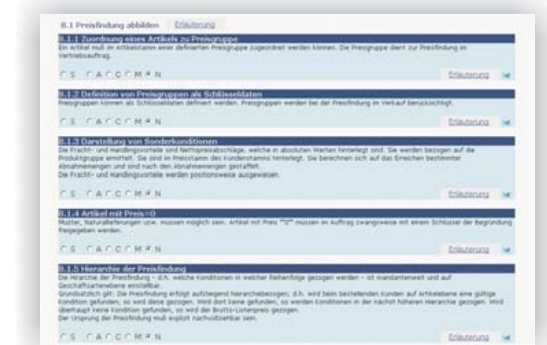 8.1 Preisfindung abbilden Erläuterung
8.1.1 Zuordnung eines Artikels zu Preisgruppe
Ein Artikel muß im Artikelstamm einer definierten Preisgruppe zugeordnet werden können. Die Preisgruppe dient zur Preisfindung im
Vertriebsauftrag.
S A C C M N Erläuterung
8.1.2 Definition von Preisgruppen als Schlüsseldaten
Preisgruppen können als Schlüsseldaten definiert werden. Preisgruppen werden bei der Preisfindung im Verkauf berücksichtigt.
S A C C M N Erläuterung
8.1.3 Darstellung von Sonderkonditionen
Die Fracht- und Handlingsvorteile sind Nettopreisabschläge, welche in absoluten Werten hinterlegt sind. Sie werden bezogen auf die
Produktgruppe ermittelt. Sie sind im Preisstamm des Kundenstamms hinterlegt. Sie berechnen sich auf das Erreichen bestimmter
Abnahmemengen und sind nach den Abnahmemengen gestaffelt.
Die Fracht- und Handlingsvorteile werden positionsweise ausgewiesen.
S A C C M N Erläuterung
8.1.4 Artikel mit Preis=0
Muster, Naturallieferungen usw. müssen möglich sein. Artikel mit Preis "0" müssen im Auftrag zwangsweise mit einem Schlüssel der Begründung
freigegeben werden.
S A C C M N Erläuterung
8.1.5 Hierarchie der Preisfindung
Die Hirarchie der Preisfindung - d.h. welche Konditionen in welcher Reihenfolge gezogen werden - ist mandantenweit und auf
Geschäftsartenebene einstellbar.
Grundsätzlich gilt: Die Preisfindung erfolgt aufsteigend hierarchiebezogen; d.h. wird beim bestellenden Kunden auf Artikelebene eine gültige
Kondition gefunden, so wird diese gezogen. Wird dort keine gefunden, so werden Konditionen in der nächst höheren Hierarchie gezogen. Wird
überhaupt keine Kondition gefunden, so wird der Brutto-Listenpreis gezogen.
Der Ursprung der Preisfindung muß explizit nachvollziehbar sein.
S A C C M N Erläuterung